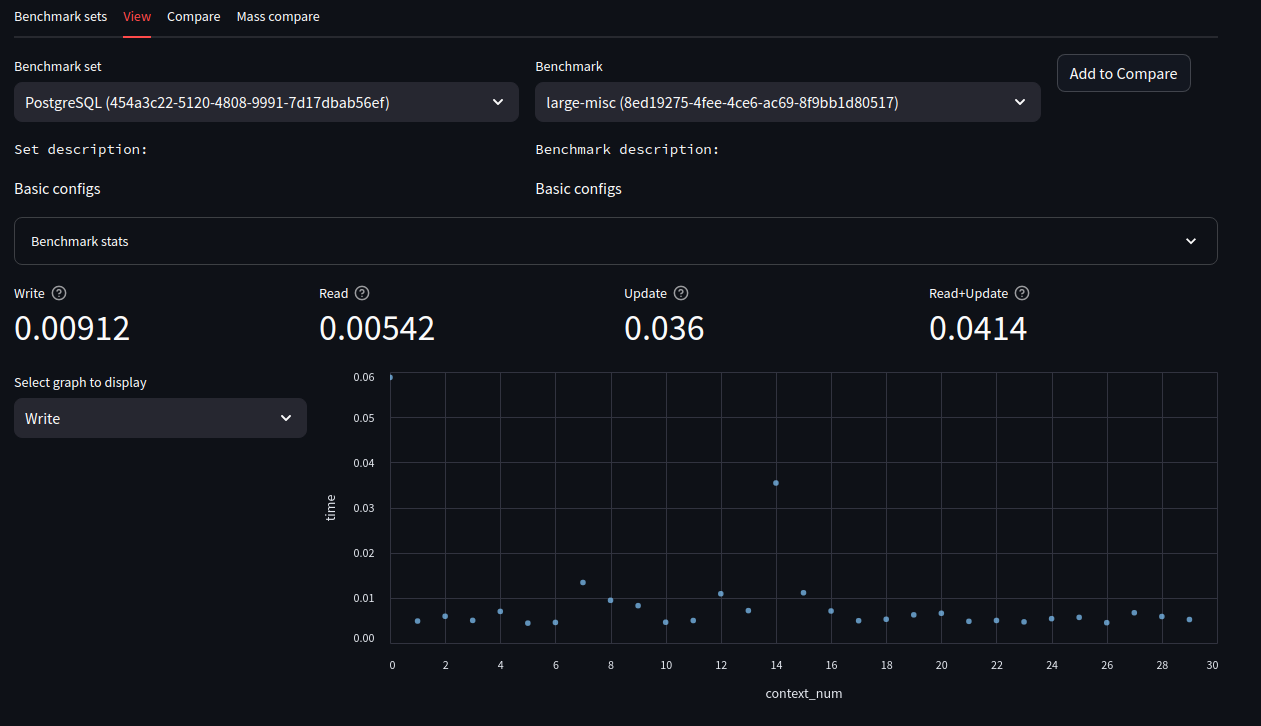 Benchmark sets View Compare Mass compare
Benchmark set Benchmark
Add to Compare
PostgreSQL (454a3c22-5120-4808-9991-7d17dbab56ef) large-misc (8ed19275-4fee-4ce6-ac69-8f9bb1d80517)
Set description: Benchmark description:
Basic configs Basic configs
Benchmark stats
Write Read Update Read+Update
0.00912 0.00542 0.036 0.0414
Select graph to display
Write
0.06
0.05
0.04
0.03
0.02
0.01
0.00
time
0 2 4 6 8 10 12 14 16 18 20 22 24 26 28 30
context_num